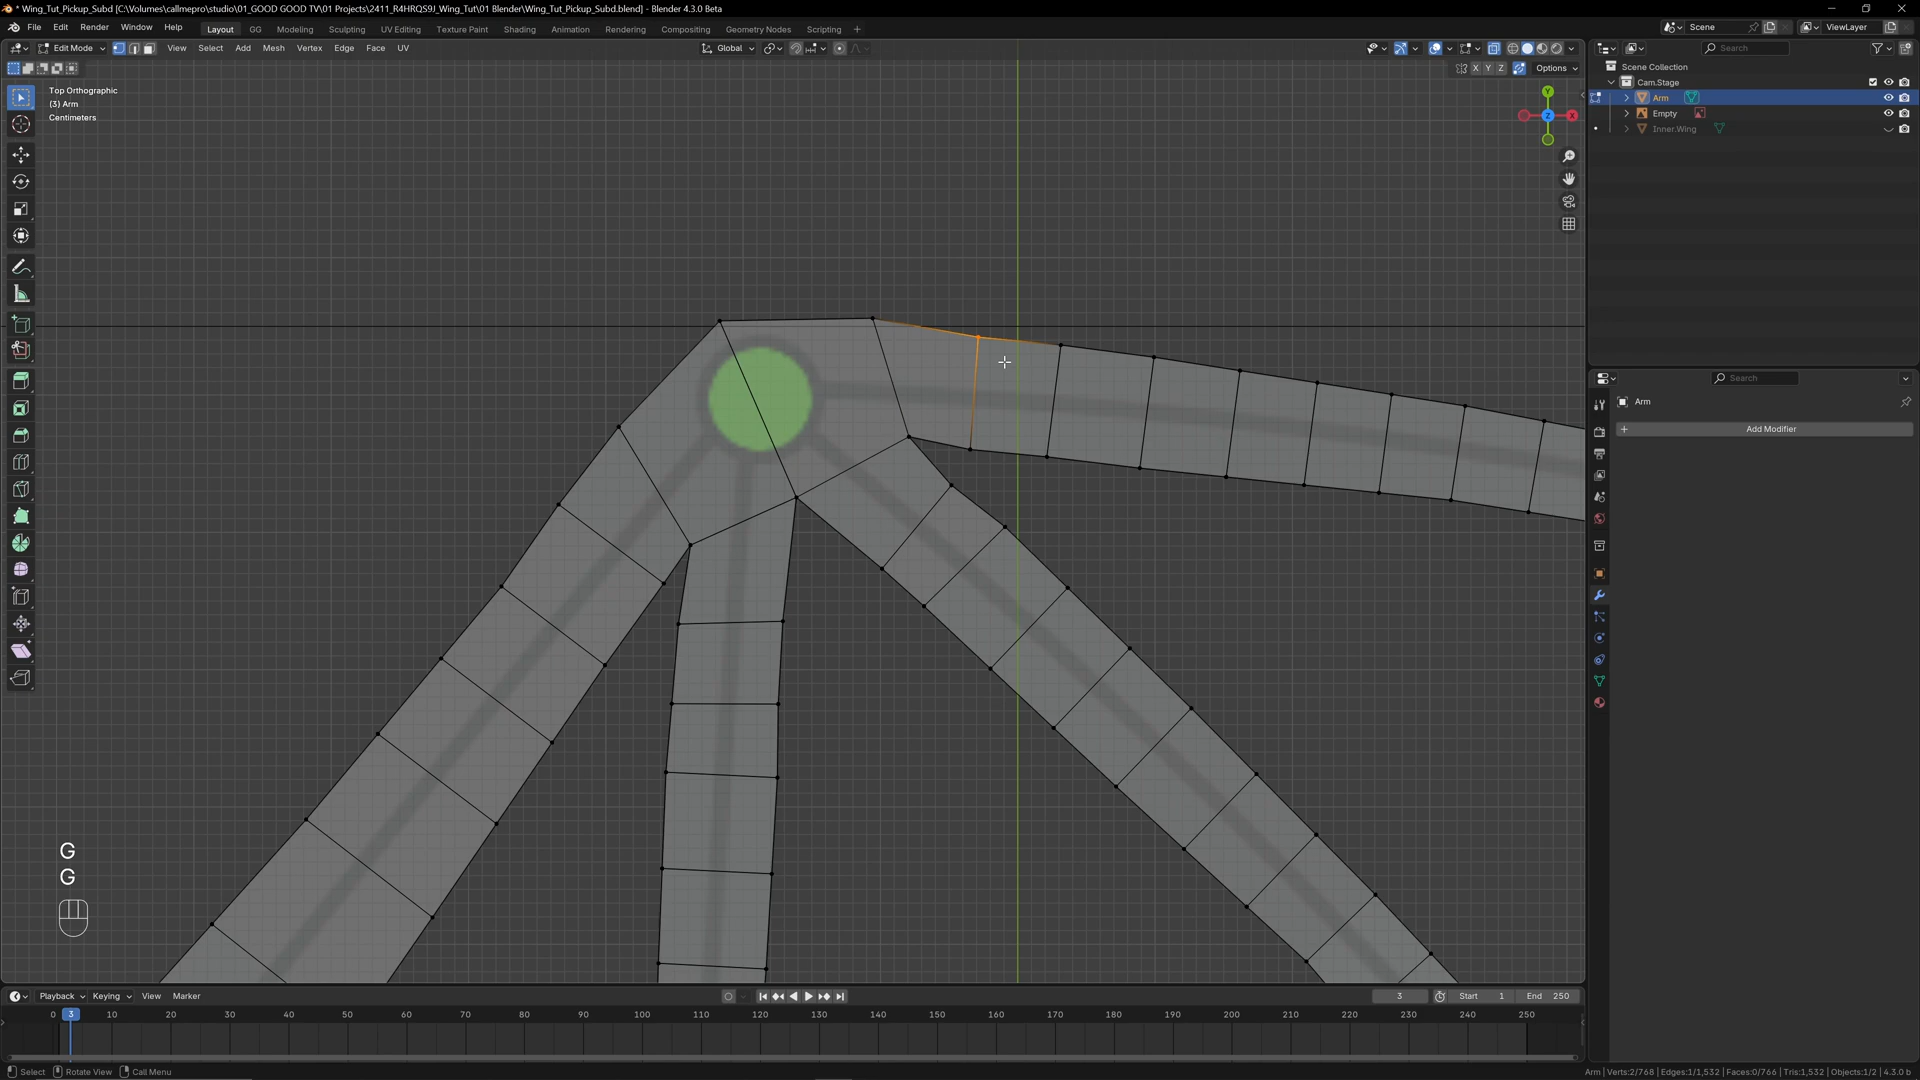 * Wing_Tut_Pickup_Subd [C:\Volumes\callmepro\studio\01_GOOD GOOD TV\01 Projects\2411_R4HRQS9J_Wing_Tut\01 Blender\Wing_Tut_Pickup_Subd.blend] - Blender 4.3.0 Beta
File Edit Render Window Help Layout GG Modeling Sculpting UV Editing Texture Paint Shading Animation Rendering Compositing Geometry Nodes Scripting + Scene ViewLayer
Edit Mode View Select Add Mesh Vertex Edge Face UV Global Search
X Y Z Options
Scene Collection
Cam.Stage
Arm
Empty
Inner.Wing
Top Orthographic
(3) Arm
Centimeters
Y
X
Z
Search
Arm
+ Add Modifier
G
G
Playback Keying View Marker 3 Start 1 End 250
0 3 10 20 30 40 50 60 70 80 90 100 110 120 130 140 150 160 170 180 190 200 210 220 230 240 250
Select Rotate View Call Menu Arm | Verts:2/768 | Edges:1/1,532 | Faces:0/766 | Tris:1,532 | Objects:1/2 | 4.3.0 b